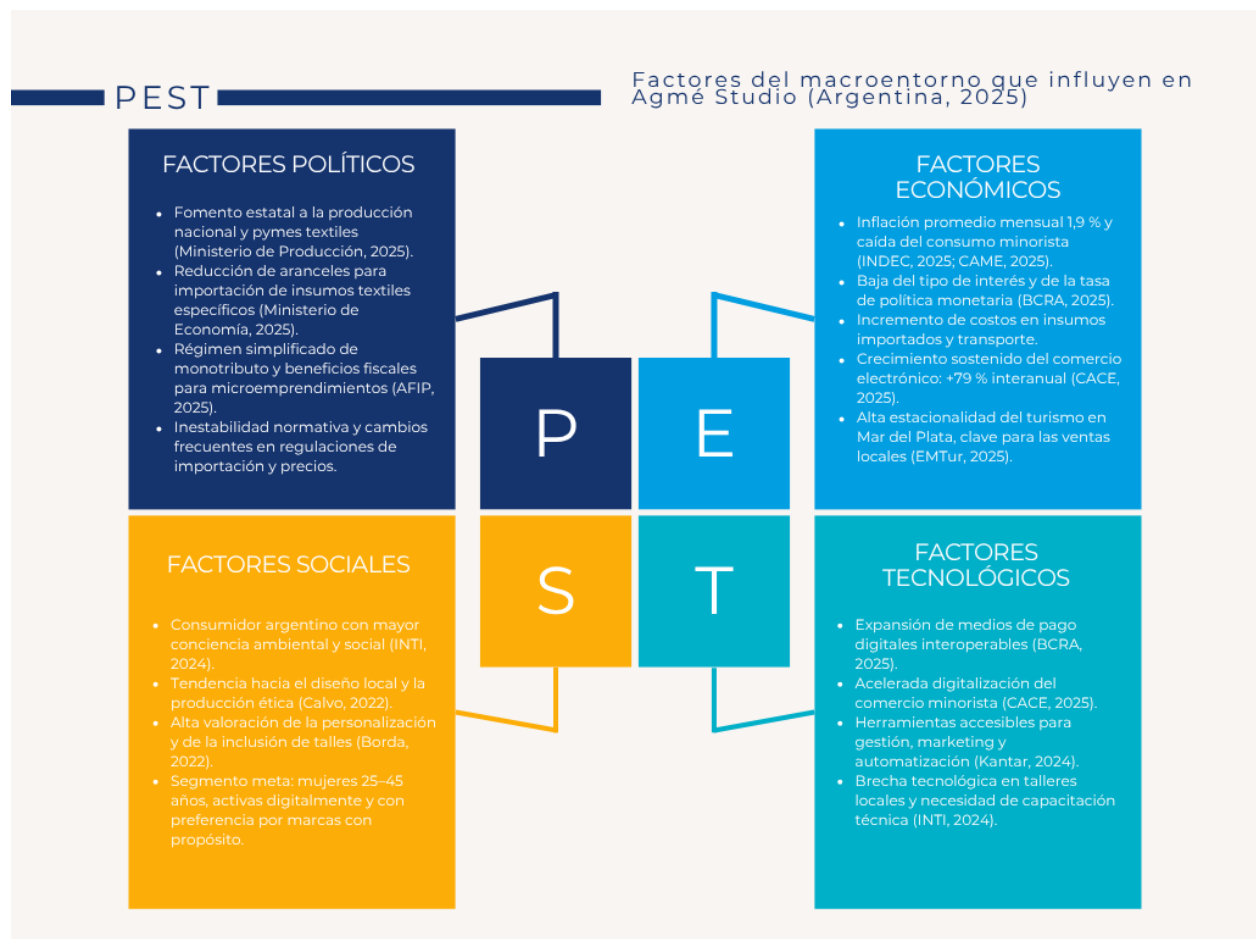 PEST
Factores del macroentorno que influyen en
Agmé Studio (Argentina, 2025)
FACTORES POLÍTICOS
• Fomento estatal a la producción
nacional y pymes textiles
(Ministerio de Producción, 2025).
• Reducción de aranceles para
importación de insumos textiles
específicos (Ministerio de
Economía, 2025).
• Régimen simplificado de
monotributo y beneficios fiscales
para microemprendimientos (AFIP,
2025).
• Inestabilidad normativa y cambios
frecuentes en regulaciones de
importación y precios.
FACTORES
ECONÓMICOS
• Inflación promedio mensual 1,9 % y
caída del consumo minorista
(INDEC, 2025; CAME, 2025).
• Baja del tipo de interés y de la tasa
de política monetaria (BCRA, 2025).
• Incremento de costos en insumos
importados y transporte.
• Crecimiento sostenido del comercio
electrónico: +79 % interanual (CACE,
2025).
• Alta estacionalidad del turismo en
Mar del Plata, clave para las ventas
locales (EMTur, 2025).
P
E
S
T
FACTORES SOCIALES
• Consumidor argentino con mayor
conciencia ambiental y social (INTI,
2024).
• Tendencia hacia el diseño local y la
producción ética (Calvo, 2022).
• Alta valoración de la personalización
y de la inclusión de talles (Borda,
2022).
• Segmento meta: mujeres 25–45
años, activas digitalmente y con
preferencia por marcas con
propósito.
FACTORES
TECNOLÓGICOS
• Expansión de medios de pago
digitales interoperables (BCRA,
2025).
• Acelerada digitalización del
comercio minorista (CACE, 2025).
• Herramientas accesibles para
gestión, marketing y
automatización (Kantar, 2024).
• Brecha tecnológica en talleres
locales y necesidad de capacitación
técnica (INTI, 2024).